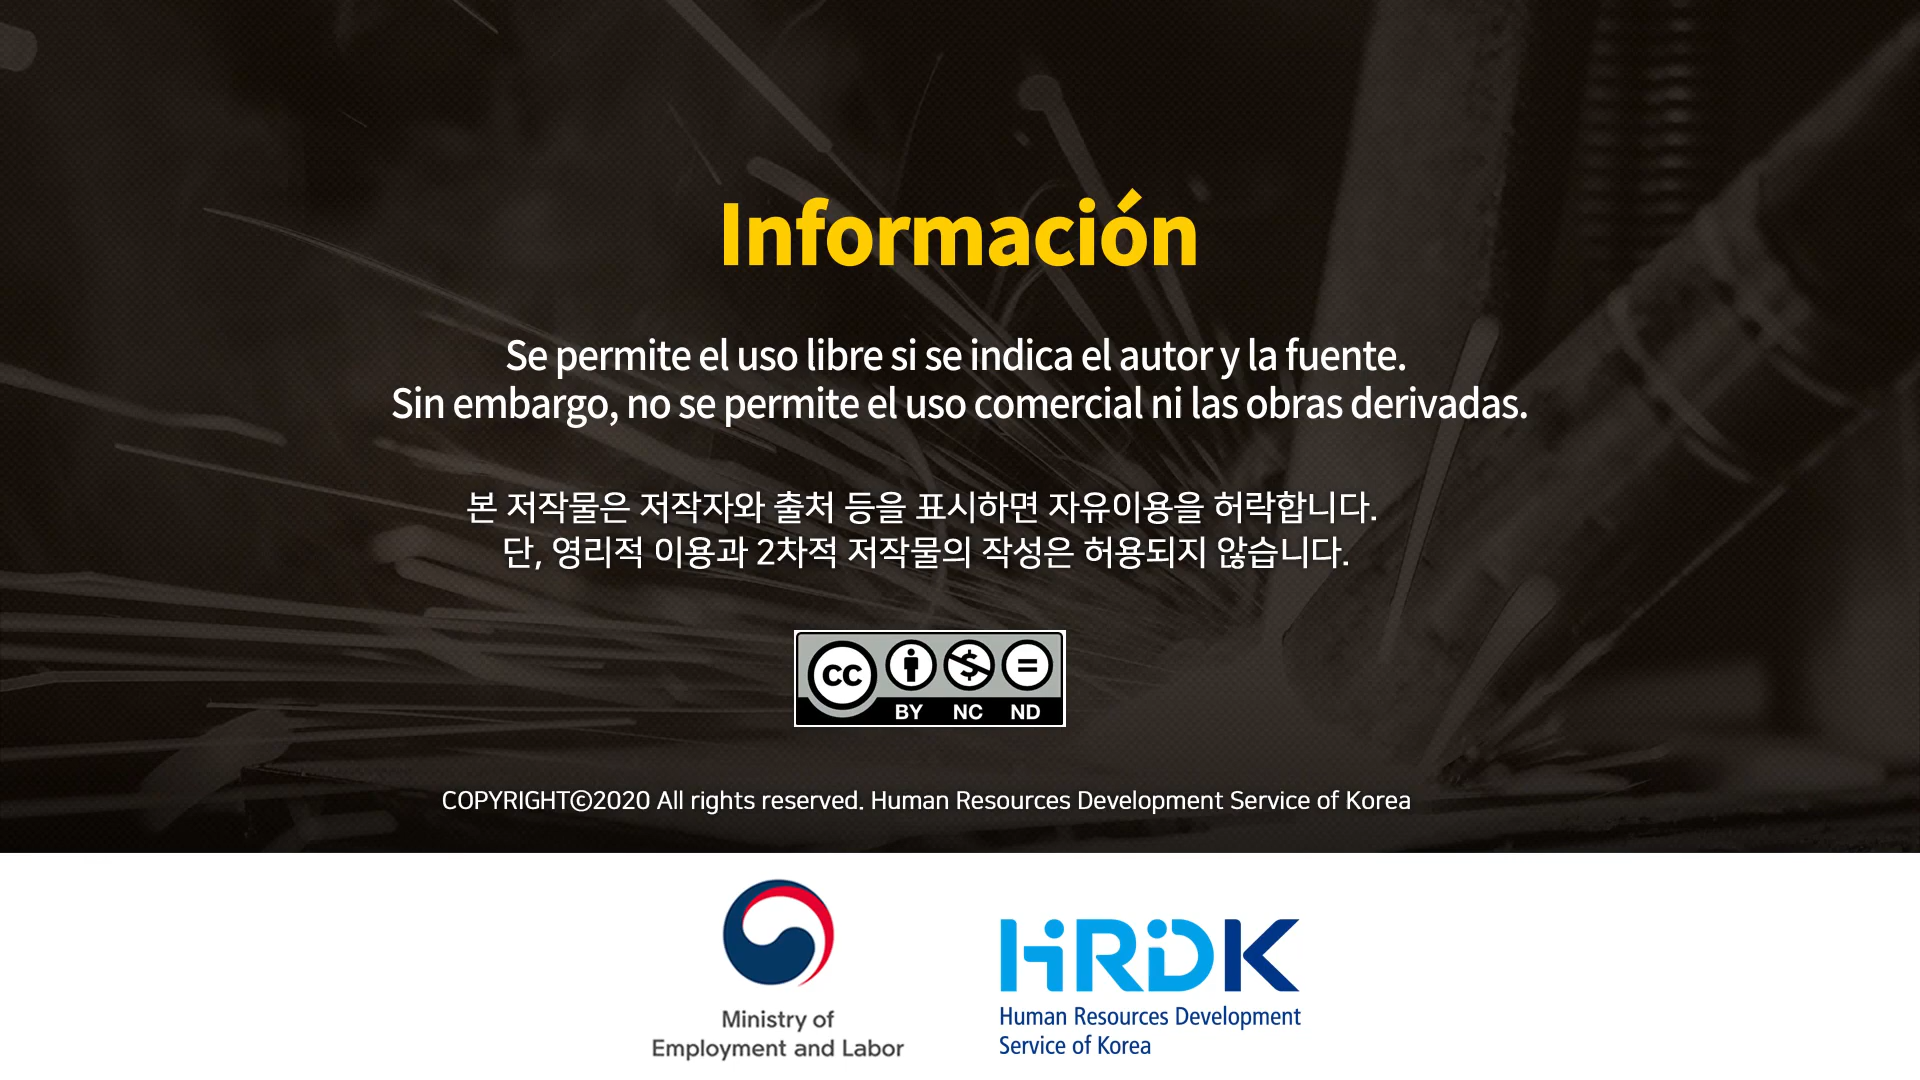 Información
Se permite el uso libre si se indica el autor y la fuente.
Sin embargo, no se permite el uso comercial ni las obras derivadas.
본 저작물은 저작자와 출처 등을 표시하면 자유이용을 허락합니다.
단, 영리적 이용과 2차적 저작물의 작성은 허용되지 않습니다.
cc
BY NC ND
COPYRIGHT©2020 All rights reserved. Human Resources Development Service of Korea
Ministry of
Employment and Labor
HRDK
Human Resources Development
Service of Korea